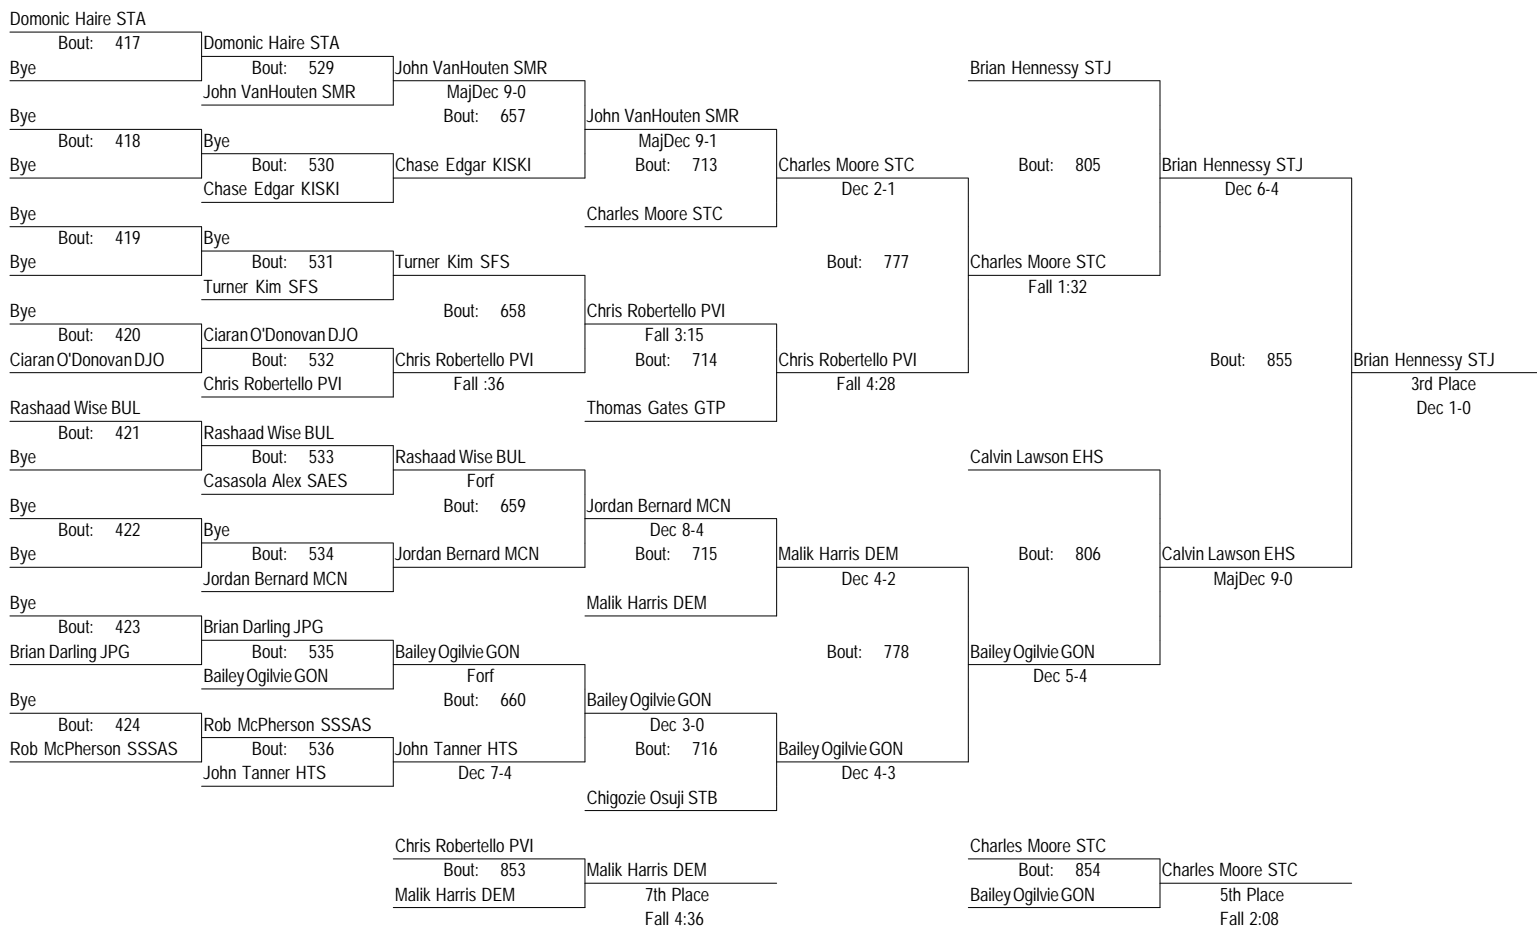 Domonic Haire STA
Bout: 417 Domonic Haire STA
Bye Bout: 529 John VanHouten SMR Brian Hennessy STJ
John VanHouten SMR MajDec 9-0
Bye Bout: 657 John VanHouten SMR
Bout: 418 Bye MajDec 9-1
Bye Bout: 530 Chase Edgar KISKI Bout: 713 Charles Moore STC Bout: 805 Brian Hennessy STJ
Chase Edgar KISKI Dec 2-1 Dec 6-4
Bye Charles Moore STC
Bout: 419 Bye
Bye Bout: 531 Turner Kim SFS Bout: 777 Charles Moore STC
Turner Kim SFS Fall 1:32
Bye Bout: 658 Chris Robertello PVI
Bout: 420 Ciaran O'Donovan DJO Fall 3:15
Ciaran O'Donovan DJO Bout: 532 Chris Robertello PVI Bout: 714 Chris Robertello PVI Bout: 855 Brian Hennessy STJ
Chris Robertello PVI Fall :36 Fall 4:28 3rd Place
Rashaad Wise BUL Thomas Gates GTP Dec 1-0
Bout: 421 Rashaad Wise BUL
Bye Bout: 533 Rashaad Wise BUL Calvin Lawson EHS
Casasola Alex SAES Forf
Bye Bout: 659 Jordan Bernard MCN
Bout: 422 Bye Dec 8-4
Bye Bout: 534 Jordan Bernard MCN Bout: 715 Malik Harris DEM Bout: 806 Calvin Lawson EHS
Jordan Bernard MCN Dec 4-2 MajDec 9-0
Bye Malik Harris DEM
Bout: 423 Brian Darling JPG
Brian Darling JPG Bout: 535 Bailey Ogilvie GON Bout: 778 Bailey Ogilvie GON
Bailey Ogilvie GON Forf Dec 5-4
Bye Bout: 660 Bailey Ogilvie GON
Bout: 424 Rob McPherson SSSAS Dec 3-0
Rob McPherson SSSAS Bout: 536 John Tanner HTS Bout: 716 Bailey Ogilvie GON
John Tanner HTS Dec 7-4 Dec 4-3
Chigozie Osuji STB
Chris Robertello PVI Charles Moore STC
Bout: 853 Malik Harris DEM Bout: 854 Charles Moore STC
Malik Harris DEM 7th Place Bailey Ogilvie GON 5th Place
Fall 4:36 Fall 2:08